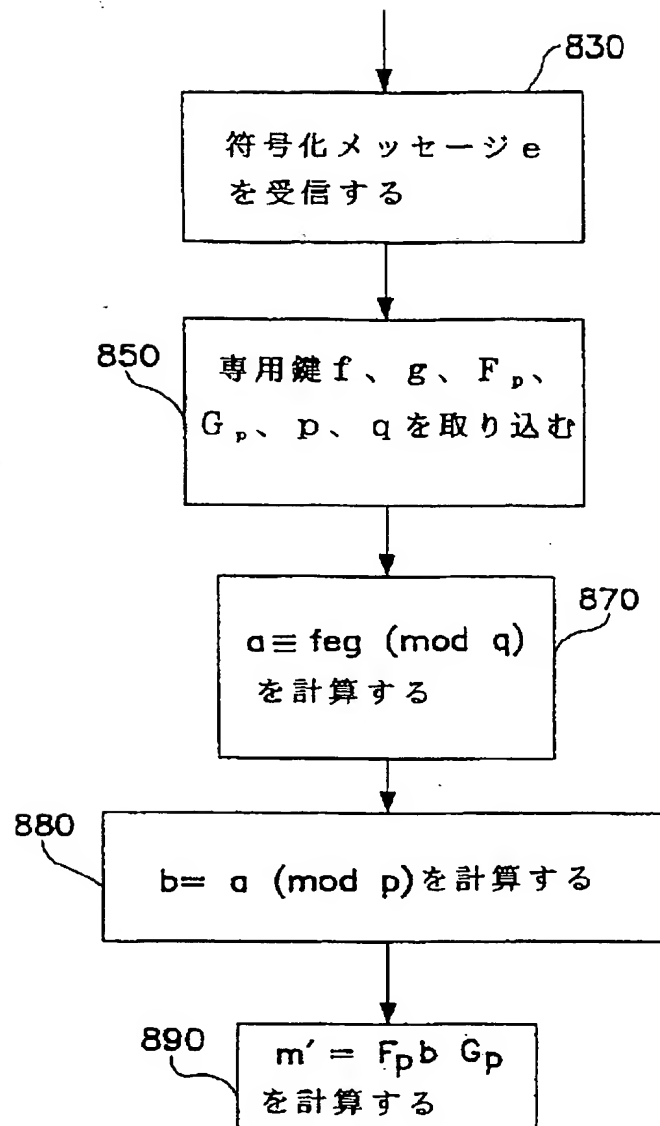 830
符号化メッセージe
を受信する
850
専用鍵f、g、Fₚ、
Gₚ、p、qを取り込む
870
a≡feg (mod q)
を計算する
880
b= a (mod p)を計算する
890
m′= Fₚb Gₚ
を計算する